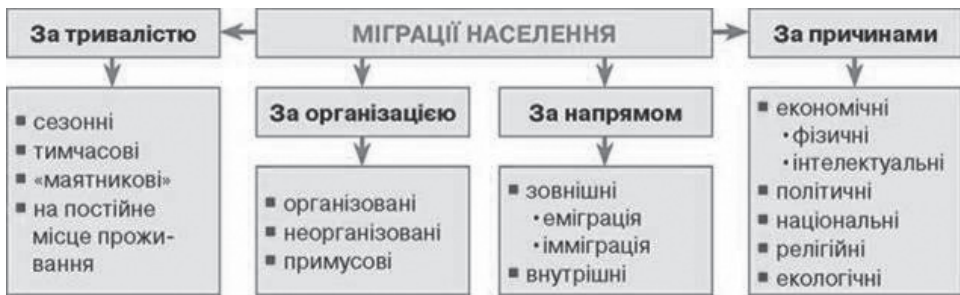 МІГРАЦІЇ НАСЕЛЕННЯ
За тривалістю
■ сезонні
■ тимчасові
■ «маятникові»
■ на постійне
місце прожи-
вання
За організацією
■ організовані
■ неорганізовані
■ примусові
За напрямом
■ зовнішні
• еміграція
• імміграція
■ внутрішні
За причинами
■ економічні
• фізичні
• інтелектуальні
■ політичні
■ національні
■ релігійні
■ екологічні